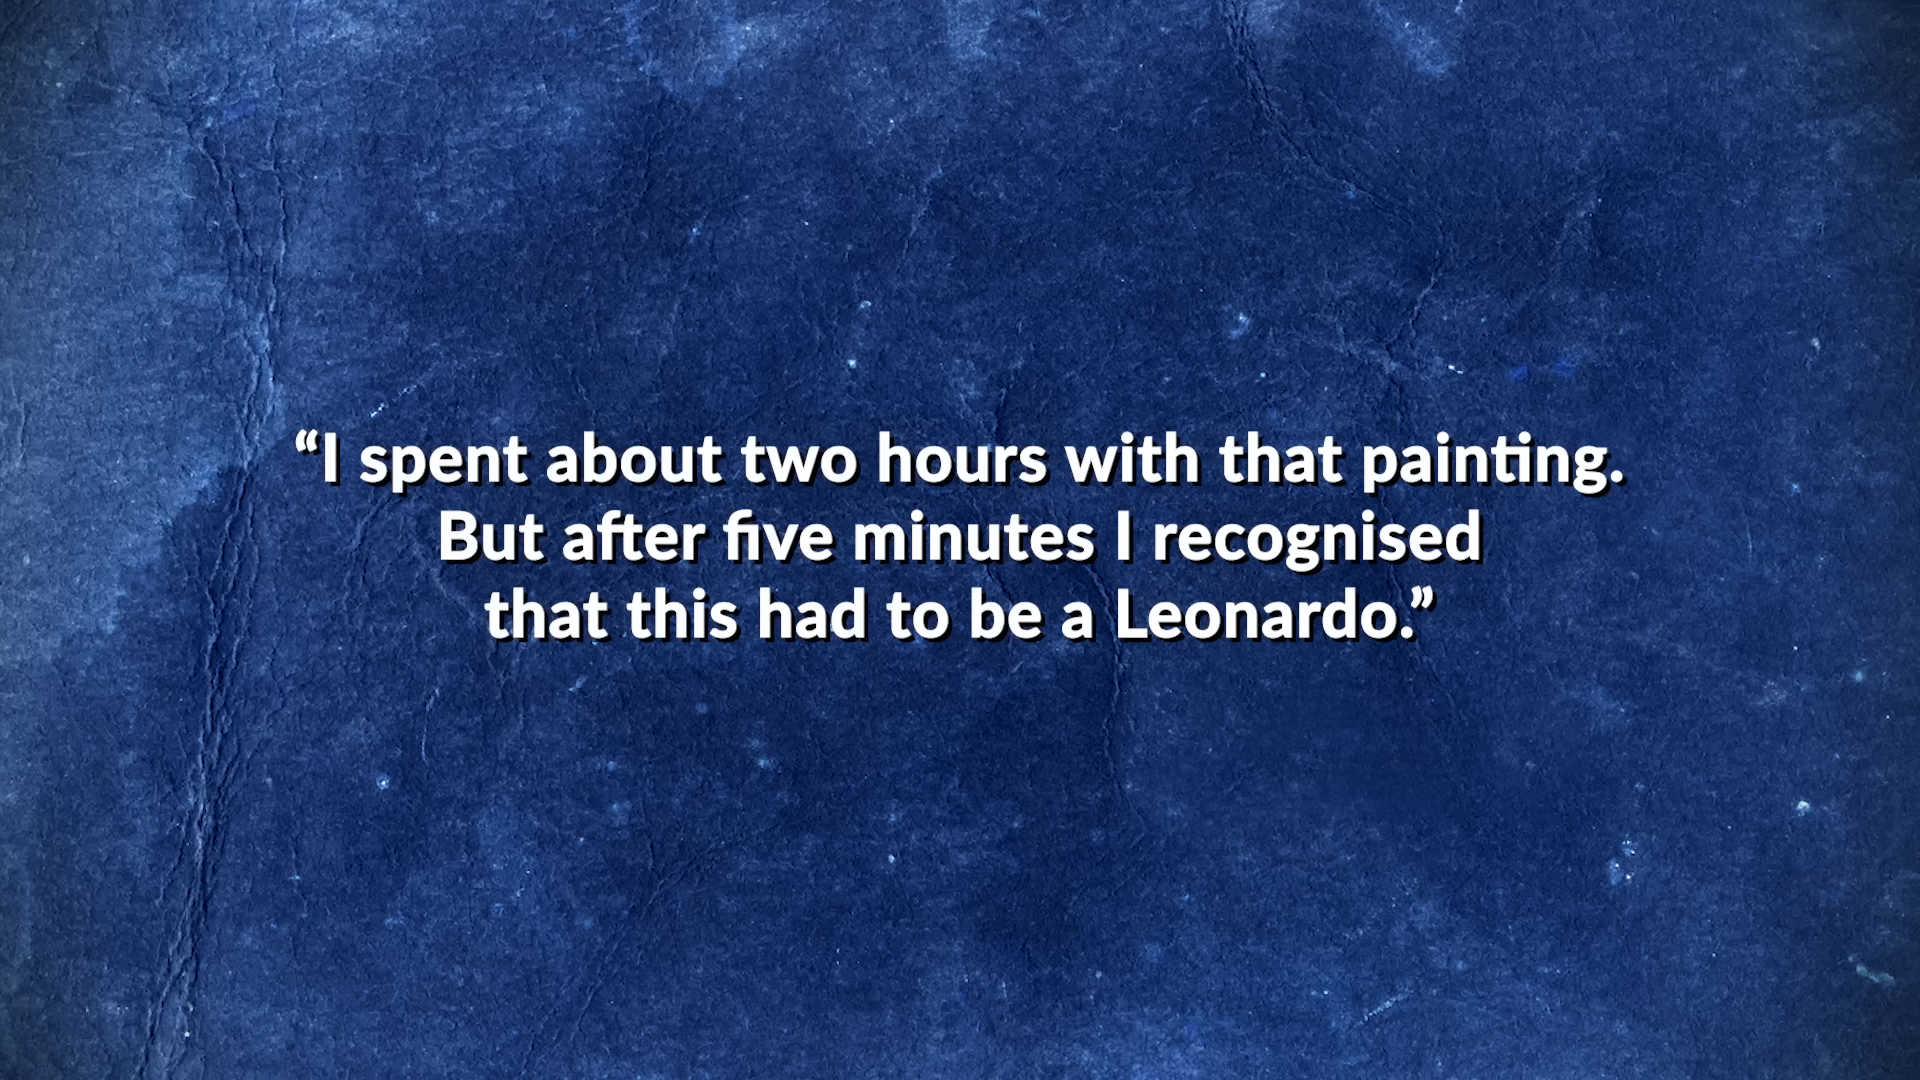 “I spent about two hours with that painting.
But after five minutes I recognised
that this had to be a Leonardo.”